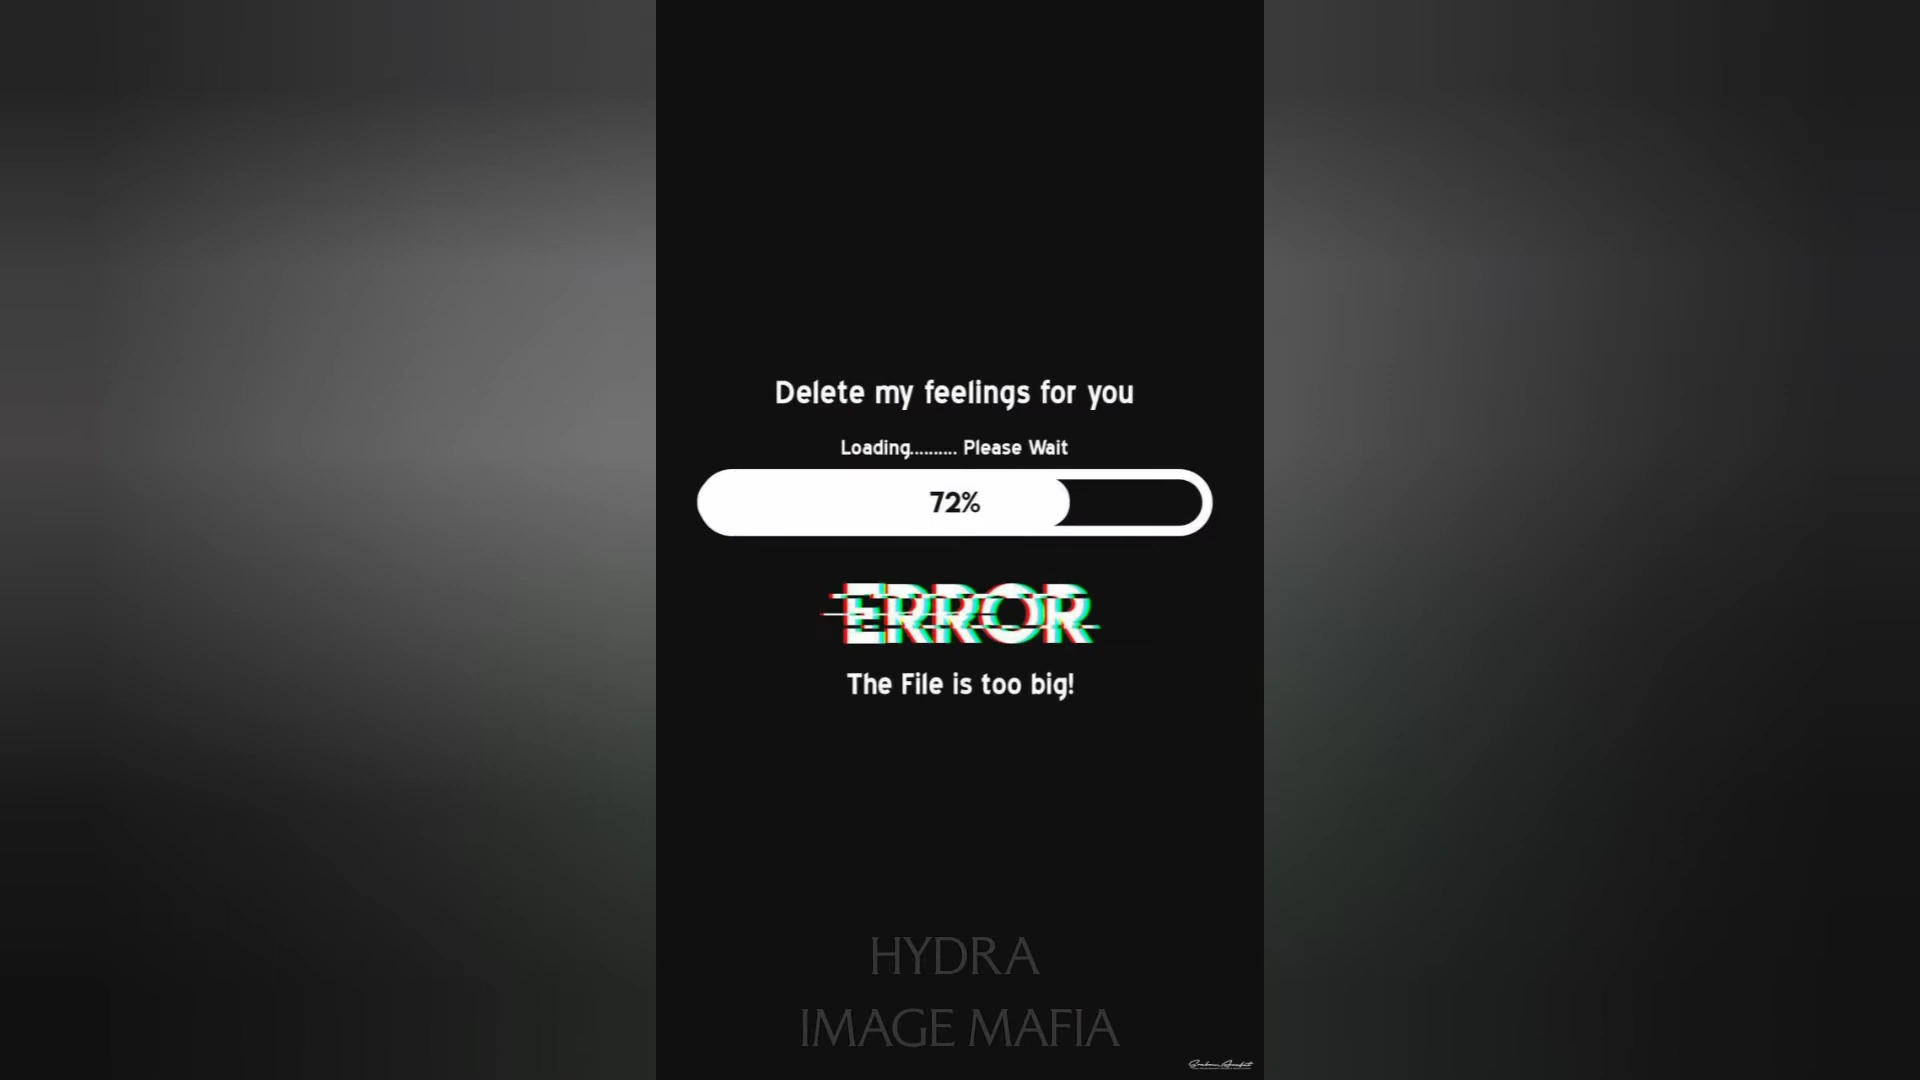 Delete my feelings for you
Loading.......... Please Wait
72%
ERROR
The File is too big!
HYDRA
IMAGE MAFIA